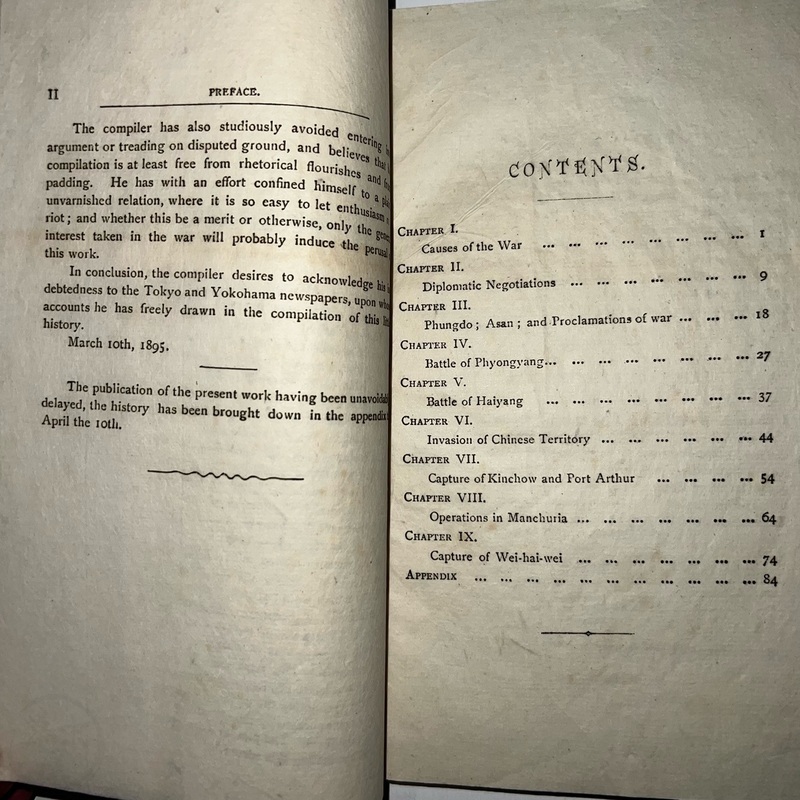 II PREFACE.
The compiler has also studiously avoided entering
argument or treading on disputed ground, and believes that
compilation is at least free from rhetorical flourishes and
padding. He has with an effort confined himself to a
unvarnished relation, where it is so easy to let enthusiasm
riot; and whether this be a merit or otherwise, only the
interest taken in the war will probably induce the perusal
this work.
In conclusion, the compiler desires to acknowledge his
debtedness to the Tokyo and Yokohama newspapers, upon
accounts he has freely drawn in the compilation of this
history.
March 10th, 1895.
The publication of the present work having been
delayed, the history has been brought down in the appendix
April the 10th.
CONTENTS.
CHAPTER I.
Causes of the War ... ... ... ... ... ... ... ... 1
CHAPTER II.
Diplomatic Negotiations ... ... ... ... ... ... ... 9
CHAPTER III.
Phungdo; Asan; and Proclamations of war ... ... ... 18
CHAPTER IV.
Battle of Phyongyang... ... ... ... ... ... ... ... 27
CHAPTER V.
Battle of Haiyang ... ... ... ... ... ... ... ... 37
CHAPTER VI.
Invasion of Chinese Territory ... ... ... ... ... ... 44
CHAPTER VII.
Capture of Kinchow and Port Arthur ... ... ... ... 54
CHAPTER VIII.
Operations in Manchuria ... ... ... ... ... ... ... 64
CHAPTER IX.
Capture of Wei-hai-wei ... ... ... ... ... ... ... 74
APPENDIX ... ... ... ... ... ... ... ... ... ... ... 84